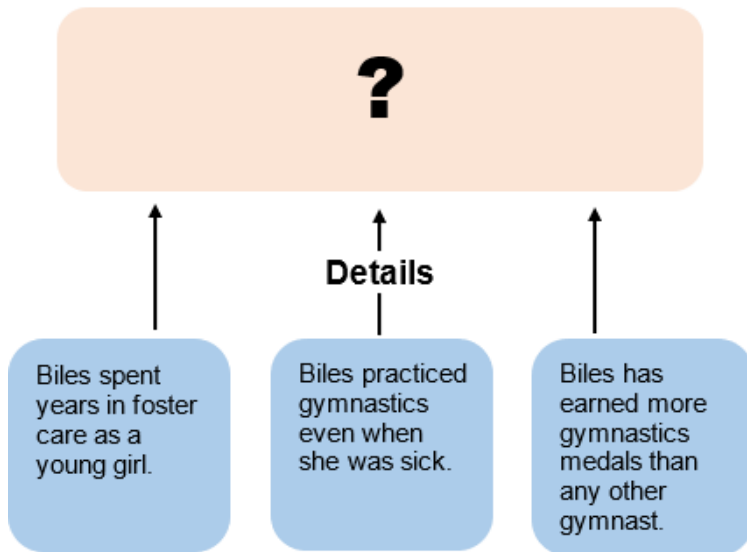 ?
Details
Biles spent
years in foster
care as a
young girl.
Biles practiced
gymnastics
even when
she was sick.
Biles has
earned more
gymnastics
medals than
any other
gymnast.